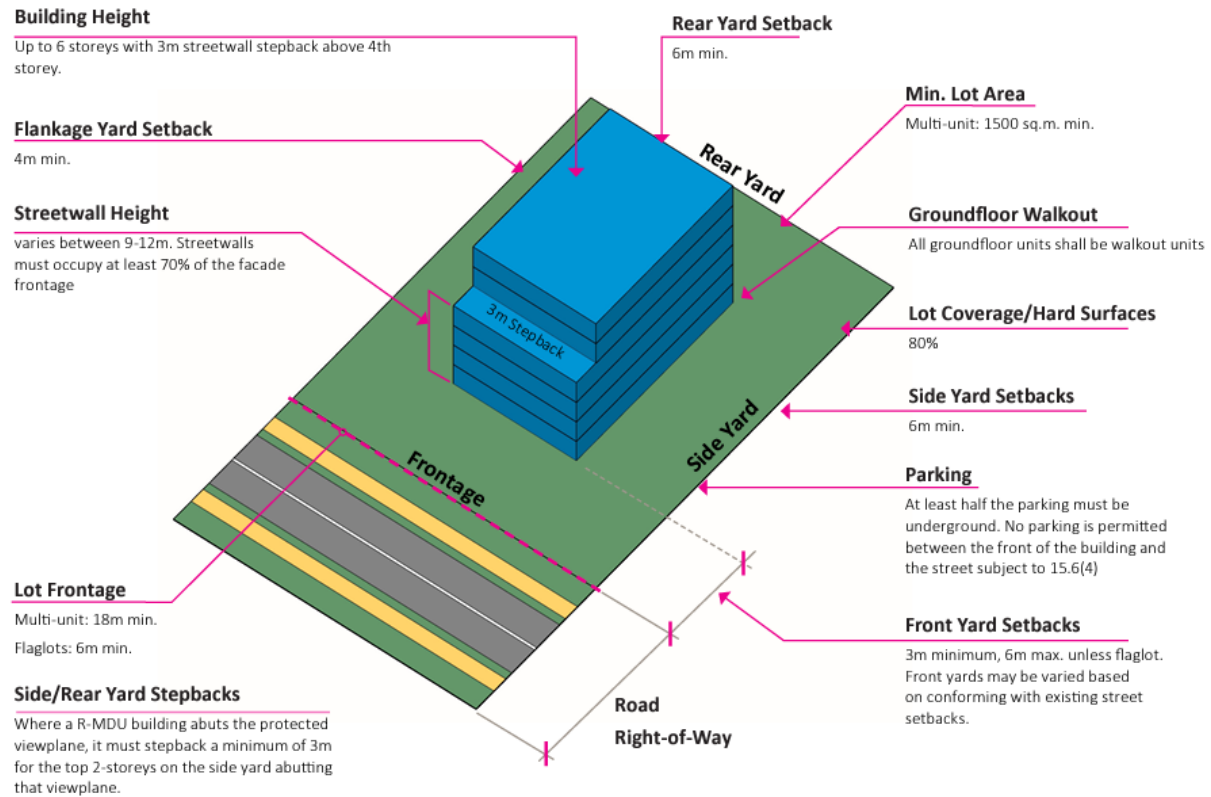 Building Height
Up to 6 storeys with 3m streetwall stepback above 4th
storey.
Flankage Yard Setback
4m min.
Streetwall Height
varies between 9-12m. Streetwalls
must occupy at least 70% of the facade
frontage
Lot Frontage
Multi-unit: 18m min.
Flaglots: 6m min.
Side/Rear Yard Stepbacks
Where a R-MDU building abuts the protected
viewplane, it must stepback a minimum of 3m
for the top 2-storeys on the side yard abutting
that viewplane.
Rear Yard
3m Stepback
Side Yard
Frontage
Road
Right-of-Way
Rear Yard Setback
6m min.
Min. Lot Area
Multi-unit: 1500 sq.m. min.
Groundfloor Walkout
All groundfloor units shall be walkout units
Lot Coverage/Hard Surfaces
80%
Side Yard Setbacks
6m min.
Parking
At least half the parking must be
underground. No parking is permitted
between the front of the building and
the street subject to 15.6(4)
Front Yard Setbacks
3m minimum, 6m max. unless flaglot.
Front yards may be varied based
on conforming with existing street
setbacks.